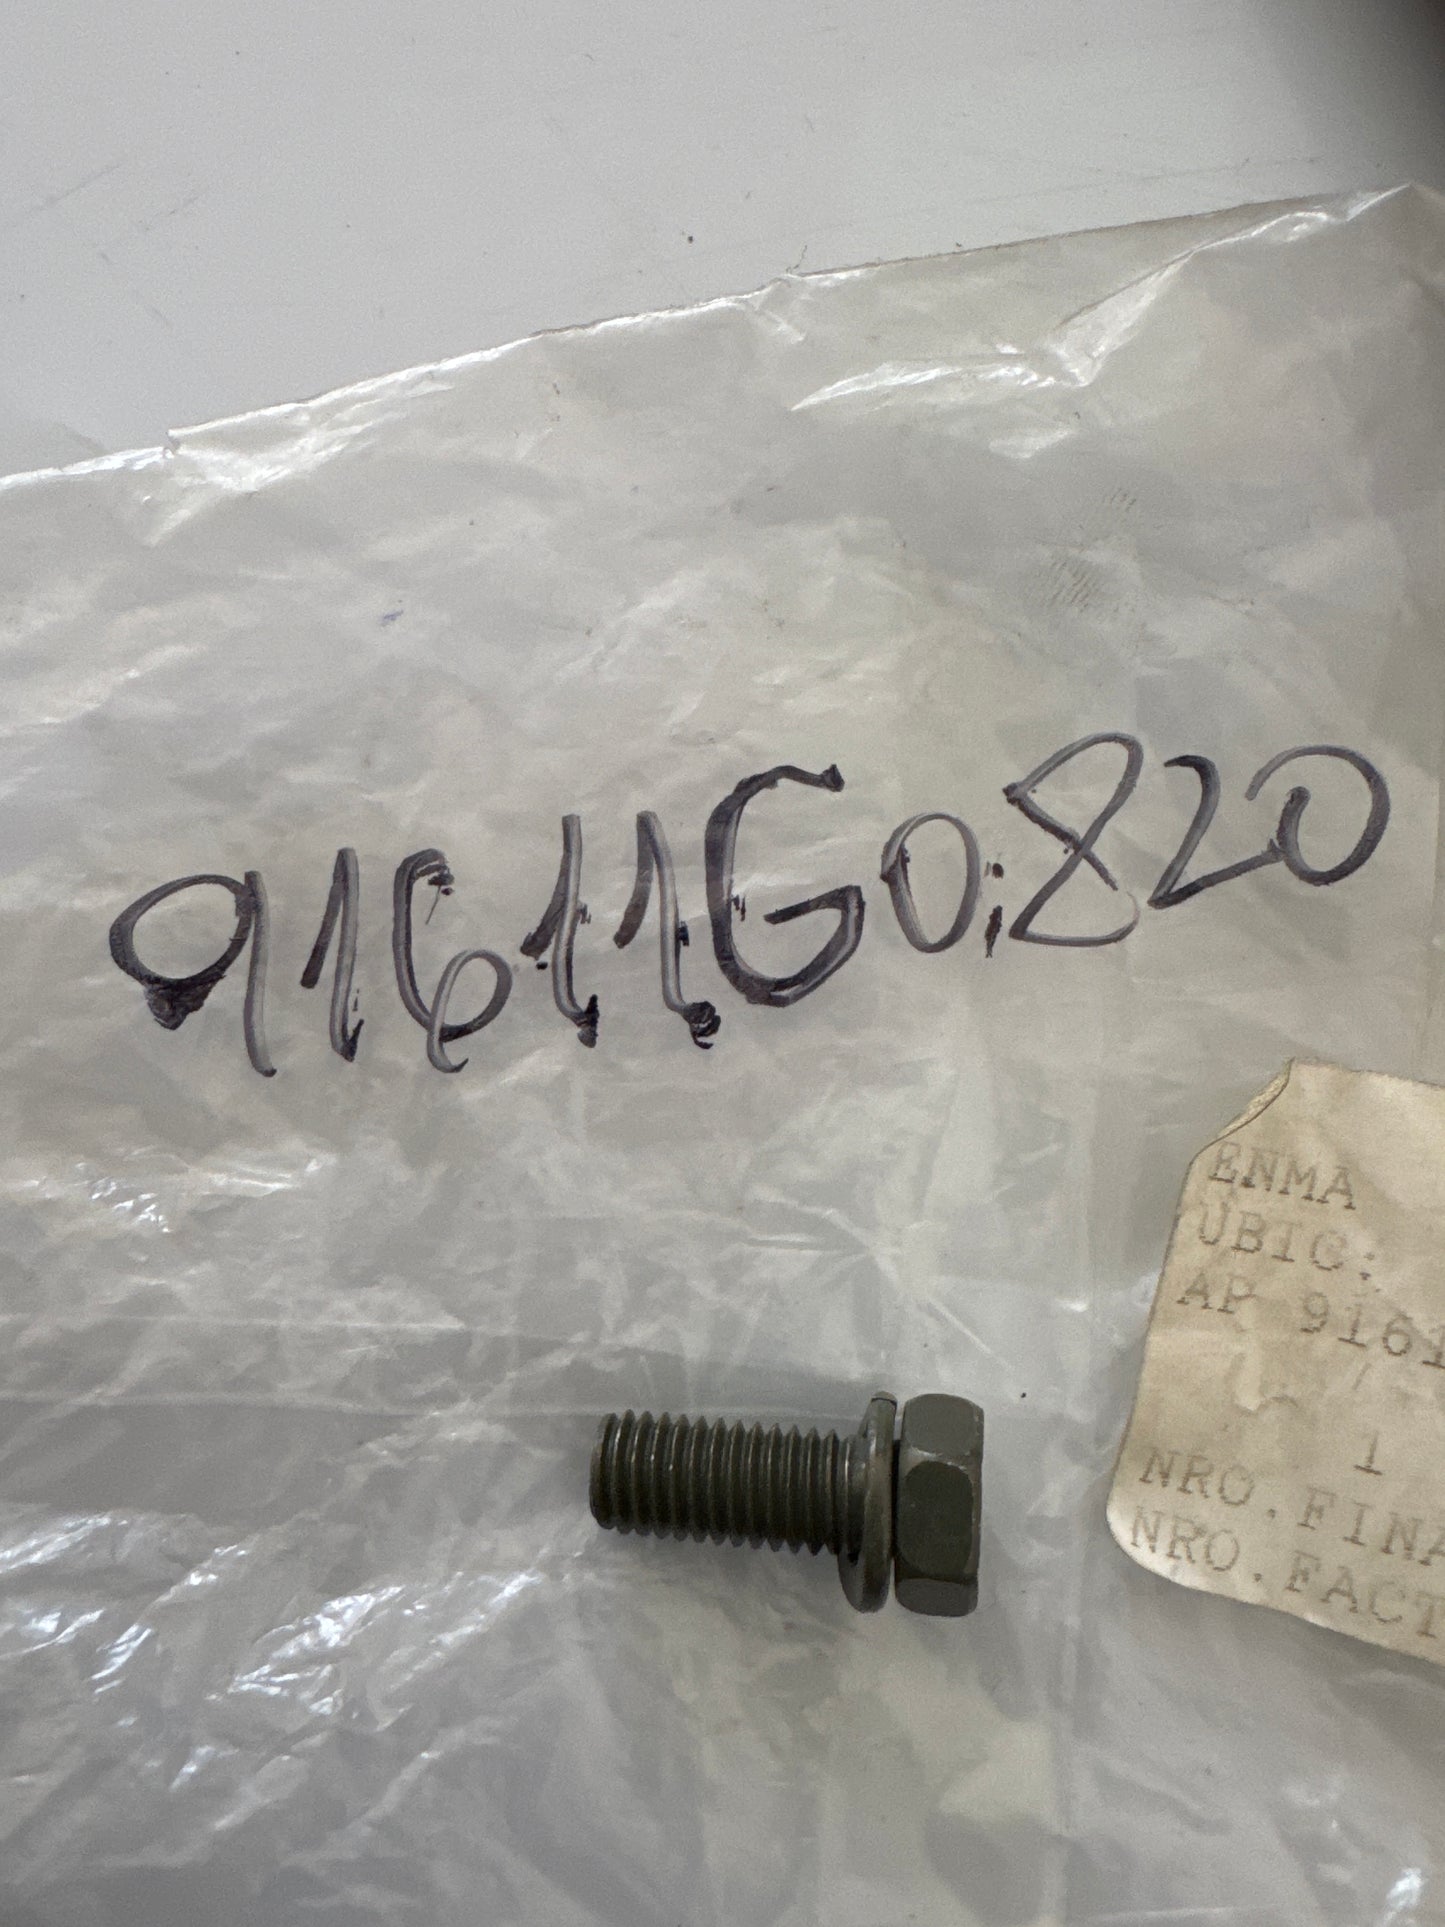 91611G0820
ENMA
UBIC:
AP 9161
1
NRO.FINA
NRO.FACT